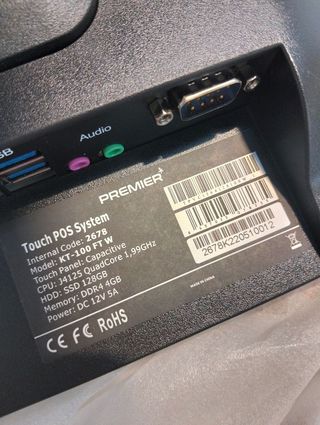 SB
Audio
PREMIER
Touch POS System
Internal Code: 2678
Model: KT-100 FT W
Touch Panel: Capacitive
CPU: J4125 QuadCore 1,99GHz
HDD: SSD 128GB
Memory: DDR4 4GB
Power: DC 12V 5A
CE FC RoHS
2678K220510012
MADE IN CHINA